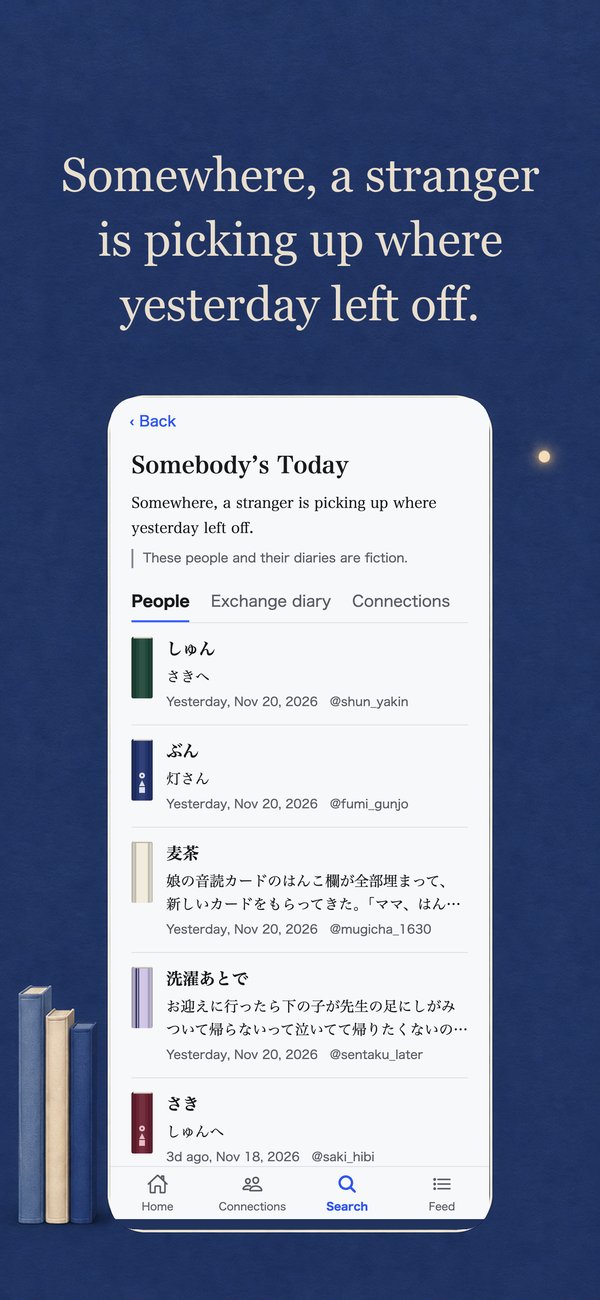 Somewhere, a stranger
is picking up where
yesterday left off.
‹ Back
Somebody’s Today
Somewhere, a stranger is picking up where
yesterday left off.
These people and their diaries are fiction.
People Exchange diary Connections
しゅん
さきへ
Yesterday, Nov 20, 2026 @shun_yakin
ぶん
灯さん
Yesterday, Nov 20, 2026 @fumi_gunjo
麦茶
娘の音読カードのはんこ欄が全部埋まって、
新しいカードをもらってきた。「ママ、はん…
Yesterday, Nov 20, 2026 @mugicha_1630
洗濯あとで
お迎えに行ったら下の子が先生の足にしがみ
ついて帰らないって泣いてて帰りたくないの…
Yesterday, Nov 20, 2026 @sentaku_later
さき
しゅんへ
3d ago, Nov 18, 2026 @saki_hibi
Home Connections Search Feed